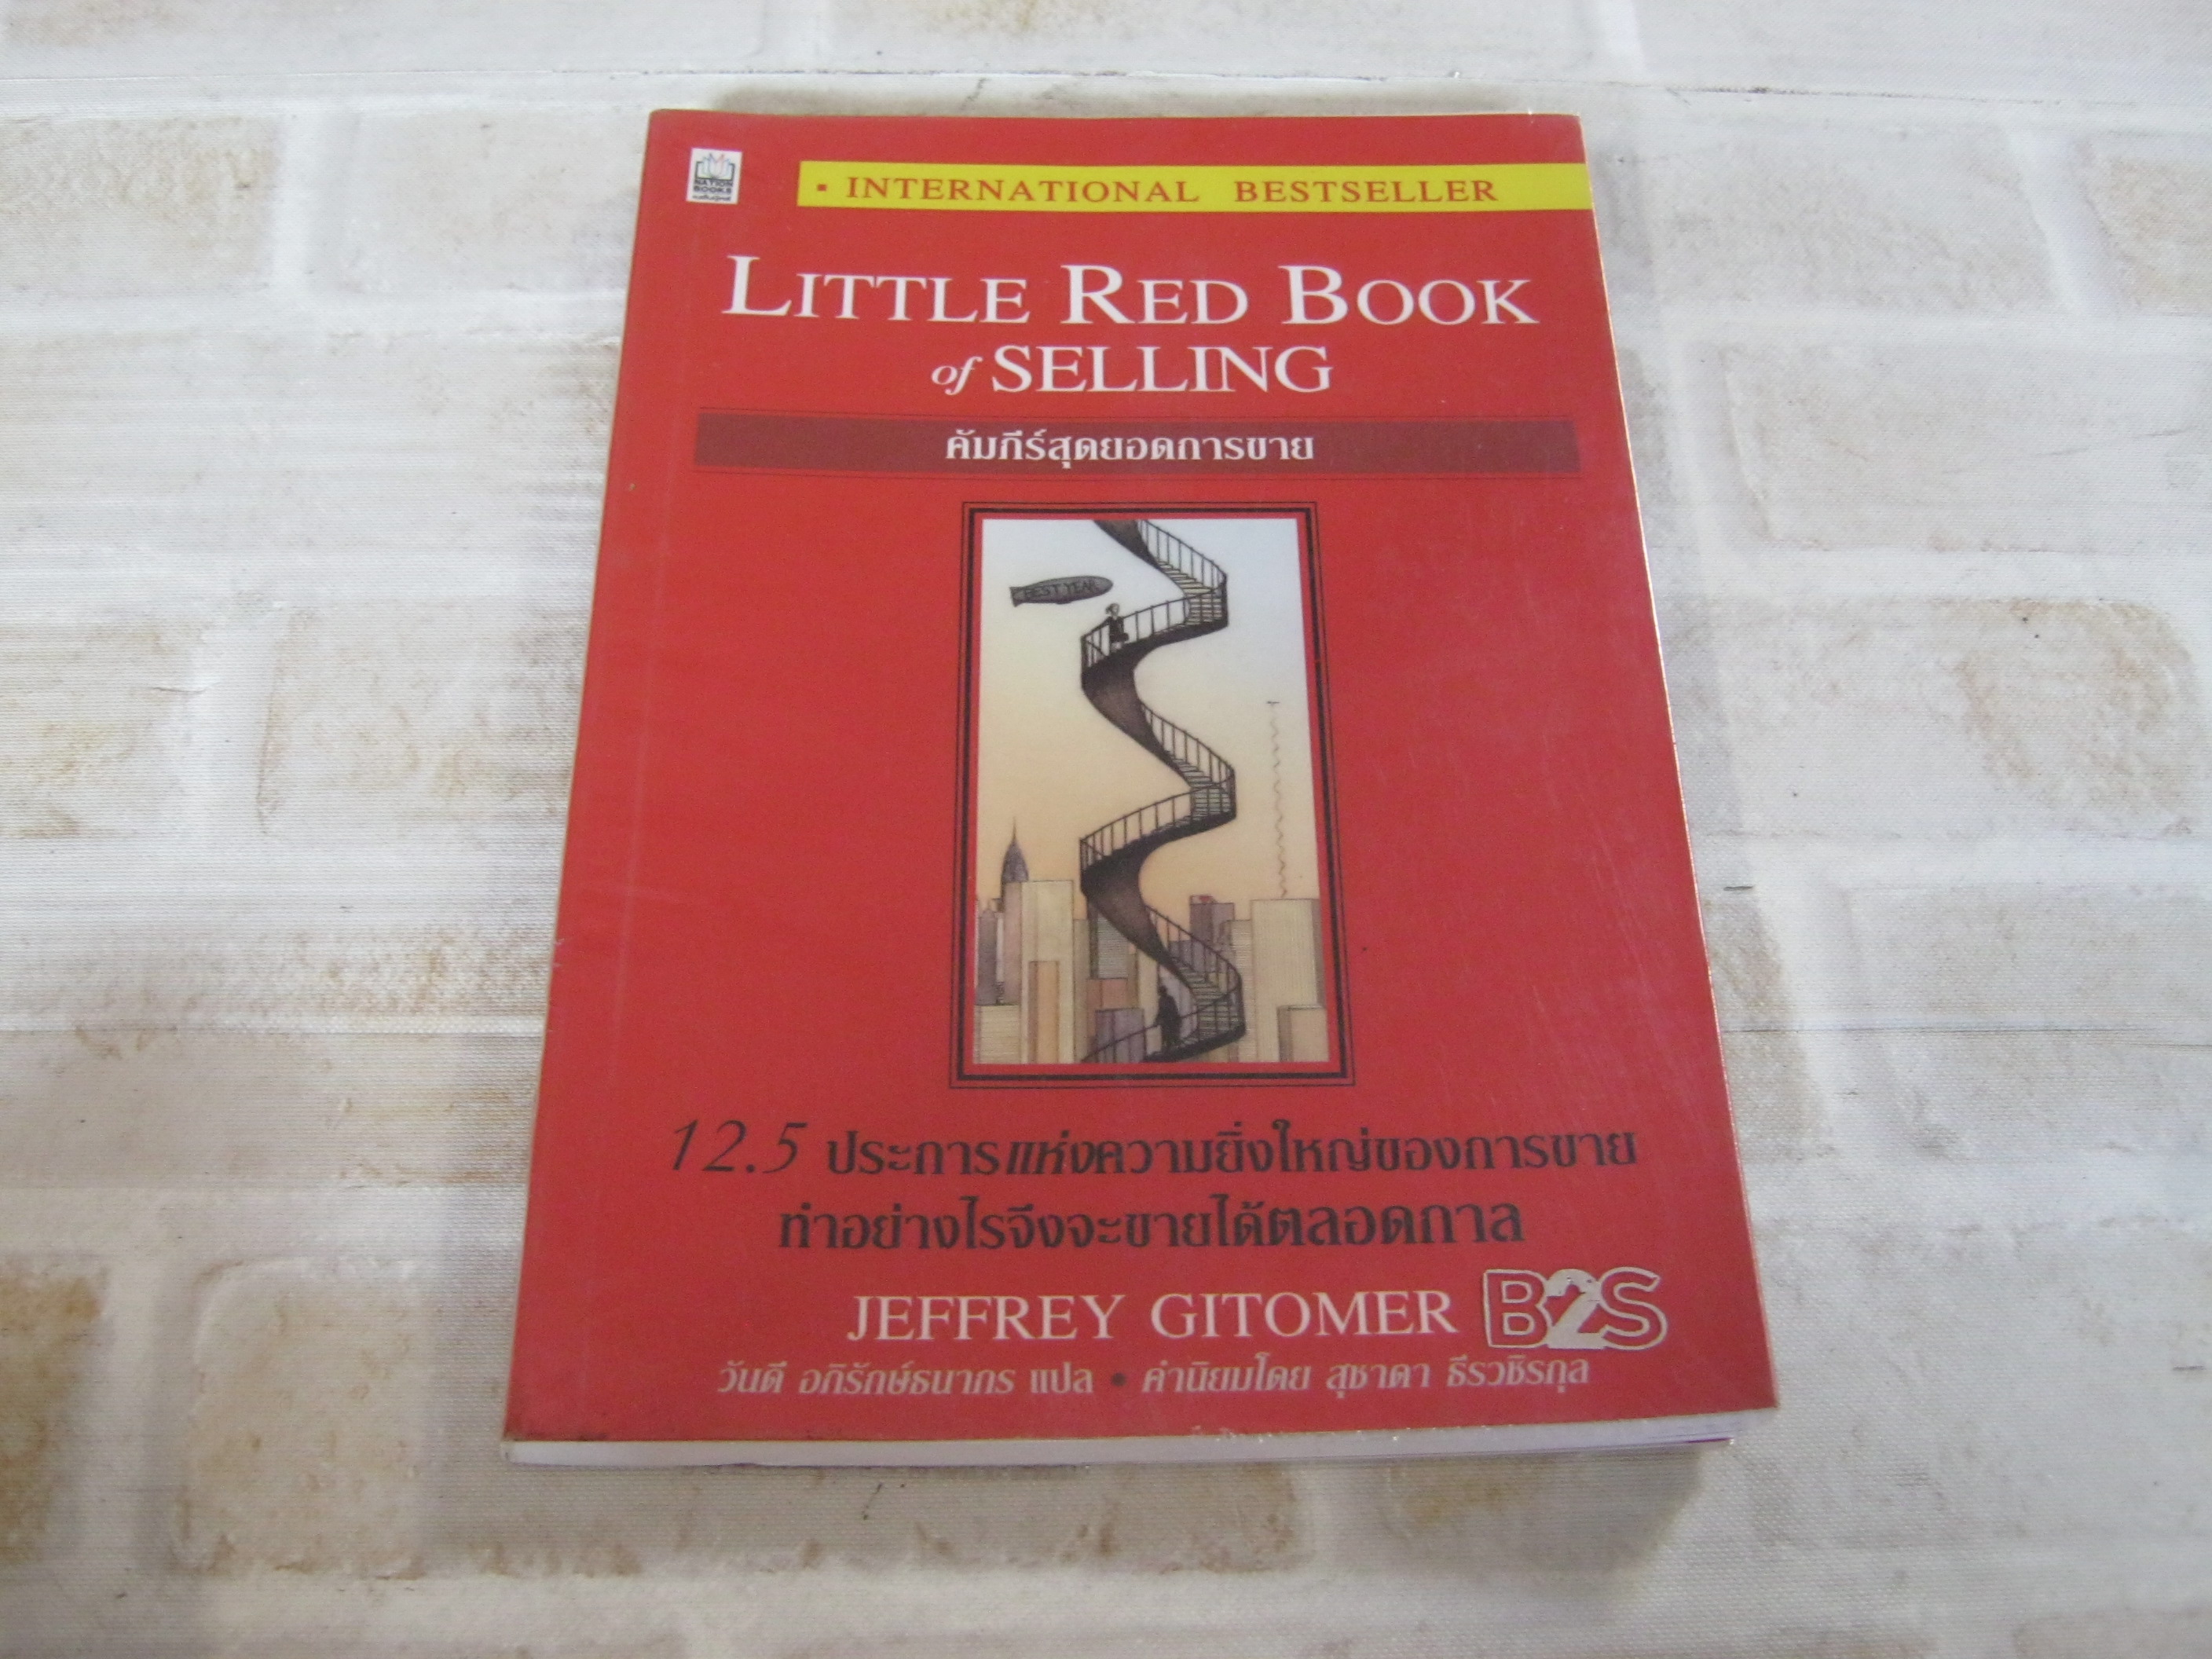 NATION
BOOKS
• INTERNATIONAL BESTSELLER
LITTLE RED BOOK
of SELLING
คัมภีร์สุดยอดการขาย
BEST YEAR
12.5 ประการแห่งความยิ่งใหญ่ของการขาย
ทำอย่างไรจึงจะขายได้ตลอดกาล
JEFFREY GITOMER B2S
วันดี อภิรักษ์ธนากร แปล • คำนิยมโดย สุชาดา ธีรวชิรกุล